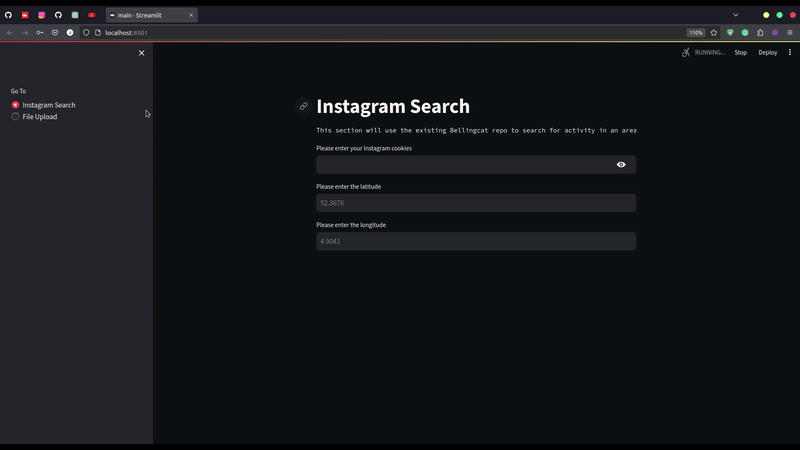 main · Streamlit
localhost:8501
110%
RUNNING...
Stop
Deploy
Go To
Instagram Search
File Upload
Instagram Search
This section will use the existing Bellingcat repo to search for activity in an area
Please enter your Instagram cookies
Please enter the latitude
52.3676
Please enter the longitude
4.9041